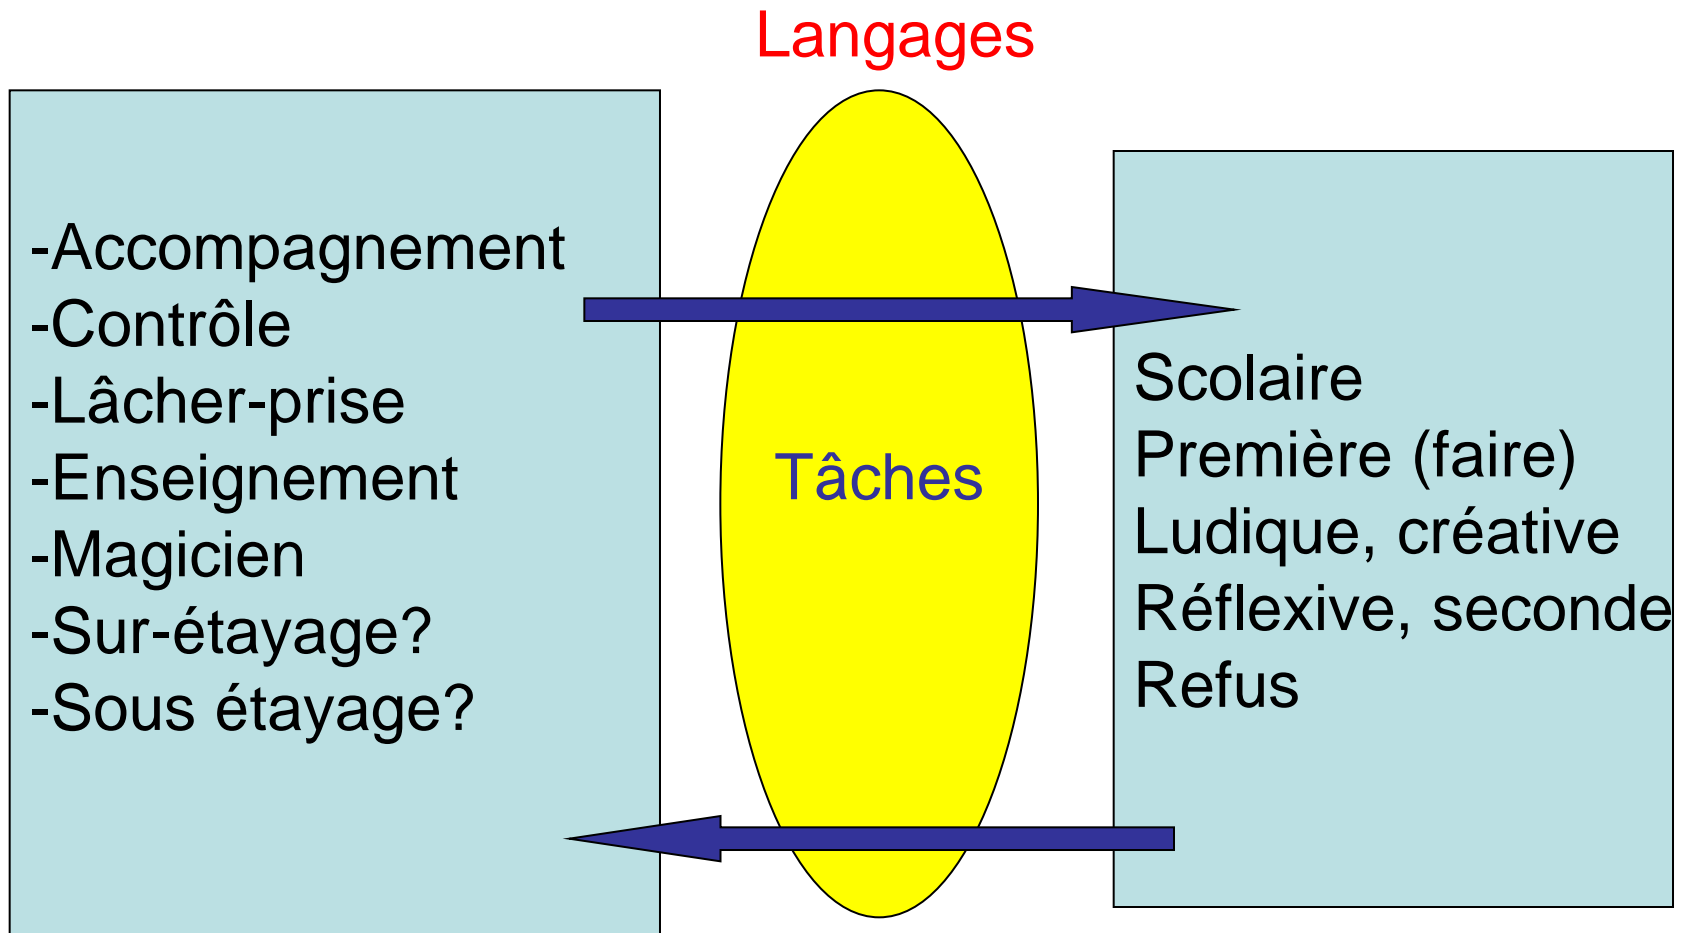 Langages
-Accompagnement
-Contrôle
-Lâcher-prise
-Enseignement
-Magicien
-Sur-étayage?
-Sous étayage?
Tâches
Scolaire
Première (faire)
Ludique, créative
Réflexive, seconde
Refus